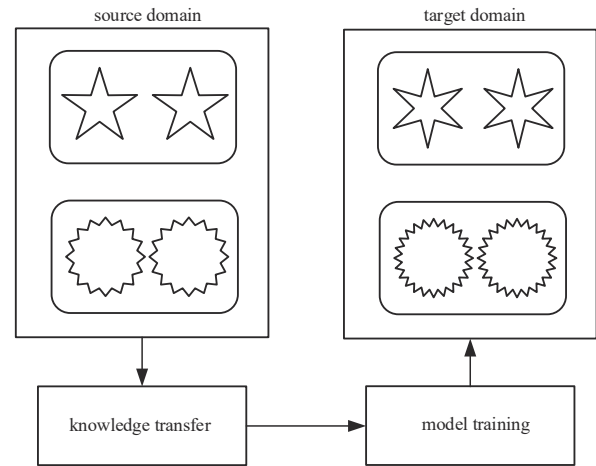 source domain
target domain
knowledge transfer
model training